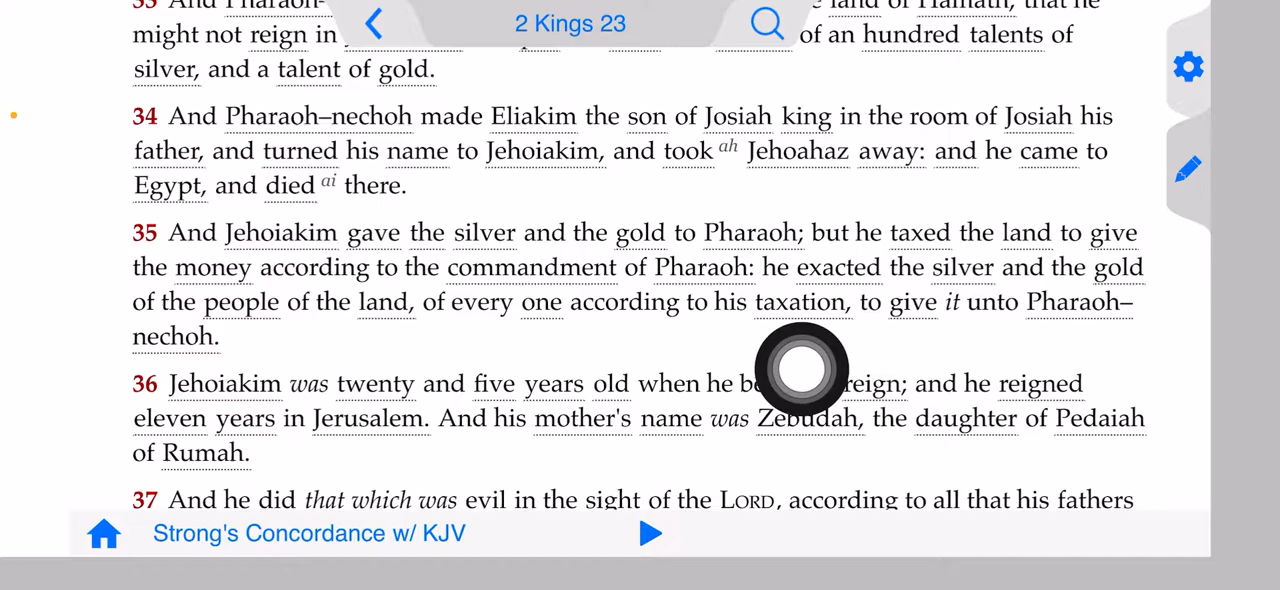 33 And Pharaoh-
2 Kings 23
land of Hamath, that he
might not reign in
of an hundred talents of
silver, and a talent of gold.
34 And Pharaoh–nechoh made Eliakim the son of Josiah king in the room of Josiah his
father, and turned his name to Jehoiakim, and took ah Jehoahaz away: and he came to
Egypt, and died ai there.
35 And Jehoiakim gave the silver and the gold to Pharaoh; but he taxed the land to give
the money according to the commandment of Pharaoh: he exacted the silver and the gold
of the people of the land, of every one according to his taxation, to give it unto Pharaoh–
nechoh.
36 Jehoiakim was twenty and five years old when he reign; and he reigned
eleven years in Jerusalem. And his mother's name was Zebudah, the daughter of Pedaiah
of Rumah.
37 And he did that which was evil in the sight of the LORD, according to all that his fathers
Strong's Concordance w/ KJV